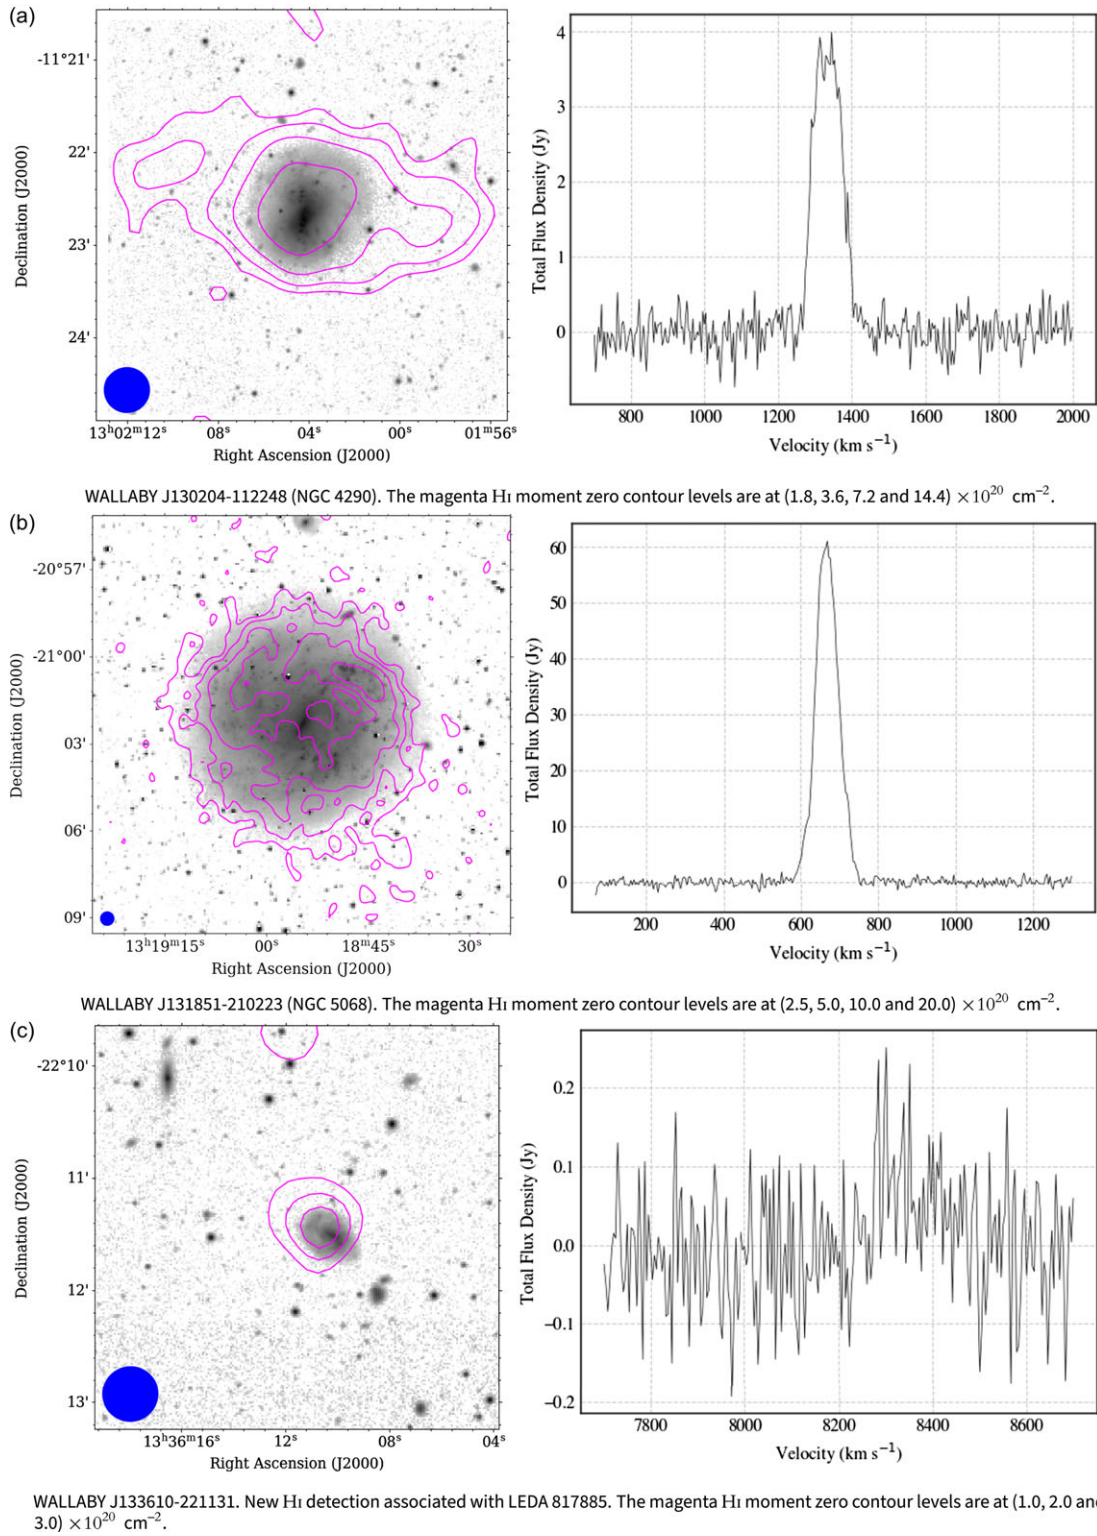 (a)
-11°21'
22'
23'
24'
Declination (J2000)
13ʰ02ᵐ12ˢ 08ˢ 04ˢ 00ˢ 01ᵐ56ˢ
Right Ascension (J2000)
4
3
2
1
0
Total Flux Density (Jy)
800 1000 1200 1400 1600 1800 2000
Velocity (km s⁻¹)
WALLABY J130204-112248 (NGC 4290). The magenta HI moment zero contour levels are at (1.8, 3.6, 7.2 and 14.4) ×10²⁰ cm⁻².
(b)
-20°57'
-21°00'
03'
06'
09'
Declination (J2000)
13ʰ19ᵐ15ˢ 00ˢ 18ᵐ45ˢ 30ˢ
Right Ascension (J2000)
60
50
40
30
20
10
0
Total Flux Density (Jy)
200 400 600 800 1000 1200
Velocity (km s⁻¹)
WALLABY J131851-210223 (NGC 5068). The magenta HI moment zero contour levels are at (2.5, 5.0, 10.0 and 20.0) ×10²⁰ cm⁻².
(c)
-22°10'
11'
12'
13'
Declination (J2000)
13ʰ36ᵐ16ˢ 12ˢ 08ˢ 04ˢ
Right Ascension (J2000)
0.2
0.1
0.0
−0.1
−0.2
Total Flux Density (Jy)
7800 8000 8200 8400 8600
Velocity (km s⁻¹)
WALLABY J133610-221131. New HI detection associated with LEDA 817885. The magenta HI moment zero contour levels are at (1.0, 2.0 an
3.0) ×10²⁰ cm⁻².